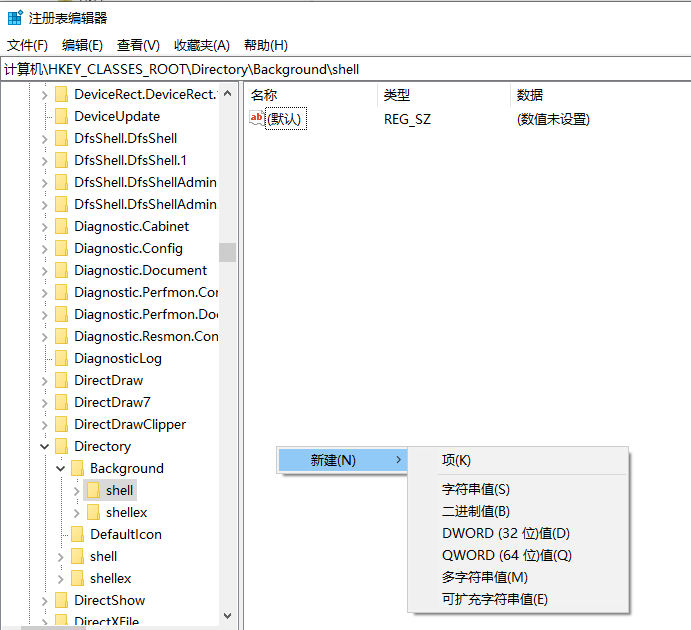 注册表编辑器
文件(F) 编辑(E) 查看(V) 收藏夹(A) 帮助(H)
计算机\HKEY_CLASSES_ROOT\Directory\Background\shell
DeviceRect.DeviceRect.
DeviceUpdate
DfsShell.DfsShell
DfsShell.DfsShell.1
DfsShell.DfsShellAdmin
DfsShell.DfsShellAdmin
Diagnostic.Cabinet
Diagnostic.Config
Diagnostic.Document
Diagnostic.Perfmon.Cor
Diagnostic.Perfmon.Doc
Diagnostic.Resmon.Con
DiagnosticLog
DirectDraw
DirectDraw7
DirectDrawClipper
Directory
Background
shell
shellex
DefaultIcon
shell
shellex
DirectShow
DirectXFile
名称 类型 数据
ab (默认) REG_SZ (数值未设置)
新建(N)
项(K)
字符串值(S)
二进制值(B)
DWORD (32 位)值(D)
QWORD (64 位)值(Q)
多字符串值(M)
可扩充字符串值(E)